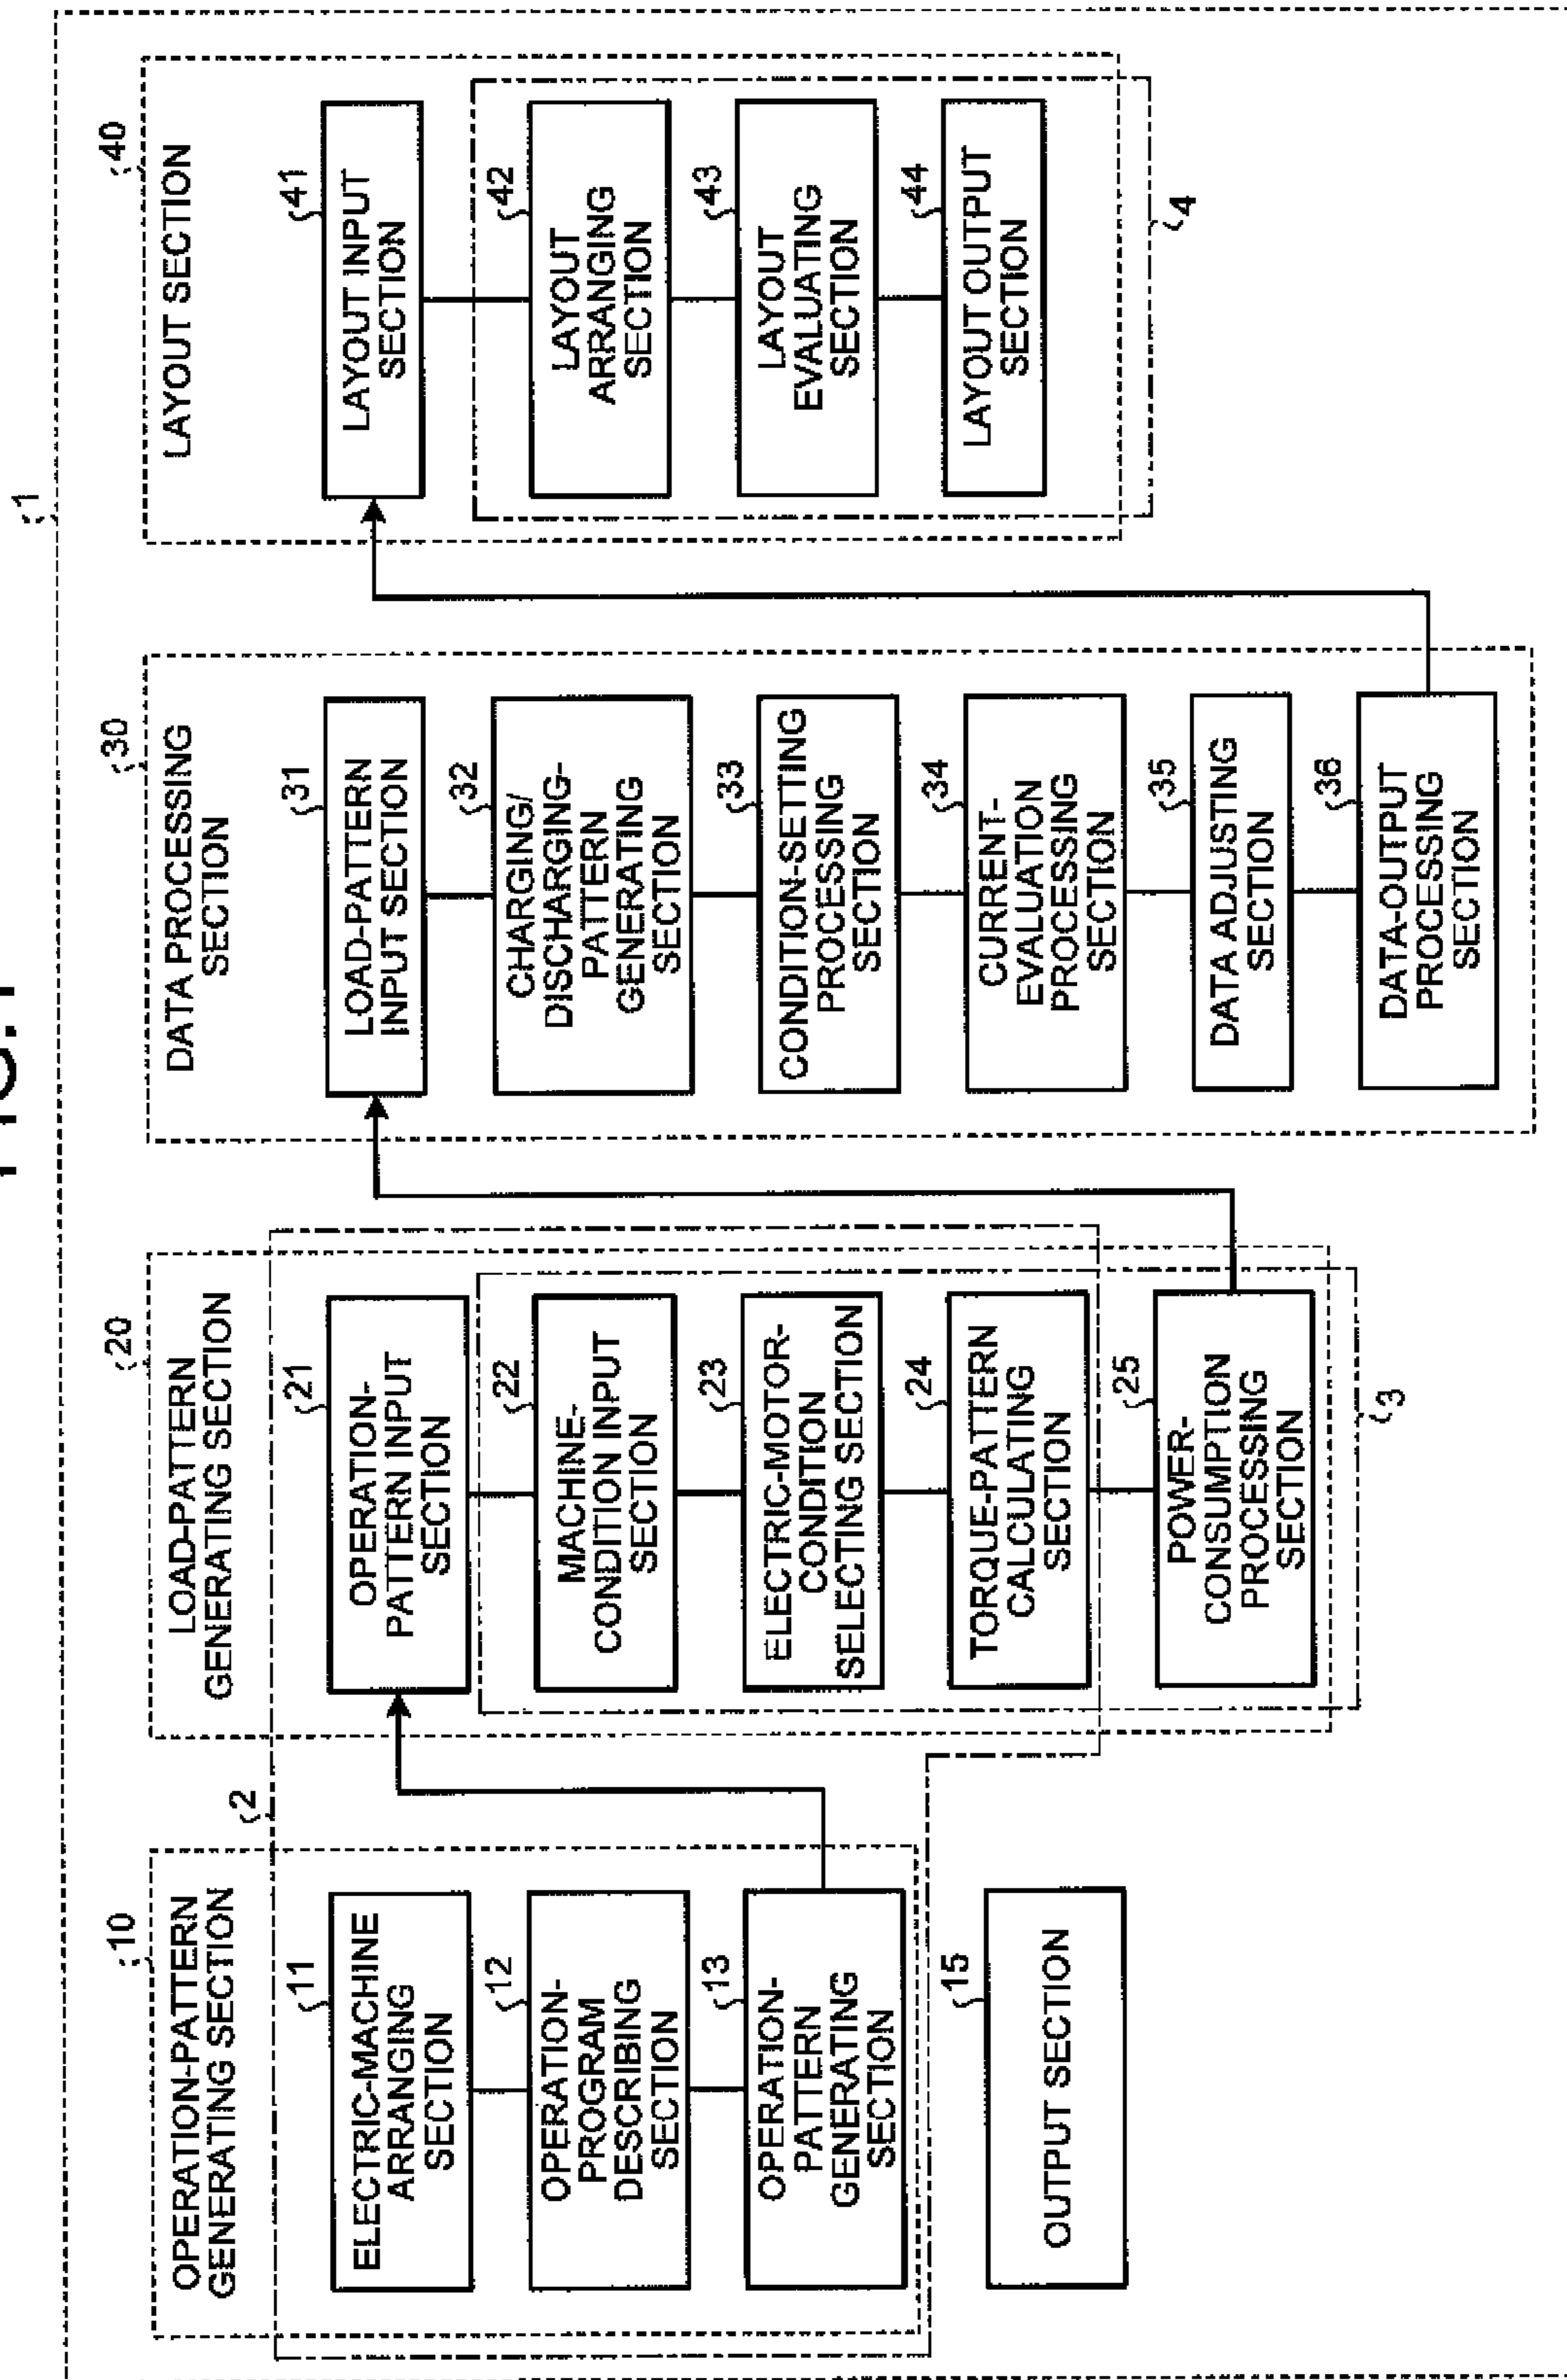 FIG.1
1
10
OPERATION-PATTERN
GENERATING SECTION
2
11
ELECTRIC-MACHINE
ARRANGING
SECTION
12
OPERATION-
PROGRAM
DESCRIBING
SECTION
13
OPERATION-
PATTERN
GENERATING
SECTION
15
OUTPUT SECTION
20
LOAD-PATTERN
GENERATING SECTION
21
OPERATION-
PATTERN INPUT
SECTION
22
MACHINE-
CONDITION INPUT
SECTION
23
ELECTRIC-MOTOR-
CONDITION
SELECTING SECTION
24
TORQUE-PATTERN
CALCULATING
SECTION
25
POWER-
CONSUMPTION
PROCESSING
SECTION
3
30
DATA PROCESSING
SECTION
31
LOAD-PATTERN
INPUT SECTION
32
CHARGING/
DISCHARGING-
PATTERN
GENERATING
SECTION
33
CONDITION-SETTING
PROCESSING
SECTION
34
CURRENT-
EVALUATION
PROCESSING
SECTION
35
DATA ADJUSTING
SECTION
36
DATA-OUTPUT
PROCESSING
SECTION
40
LAYOUT SECTION
41
LAYOUT INPUT
SECTION
42
LAYOUT
ARRANGING
SECTION
43
LAYOUT
EVALUATING
SECTION
44
LAYOUT OUTPUT
SECTION
4